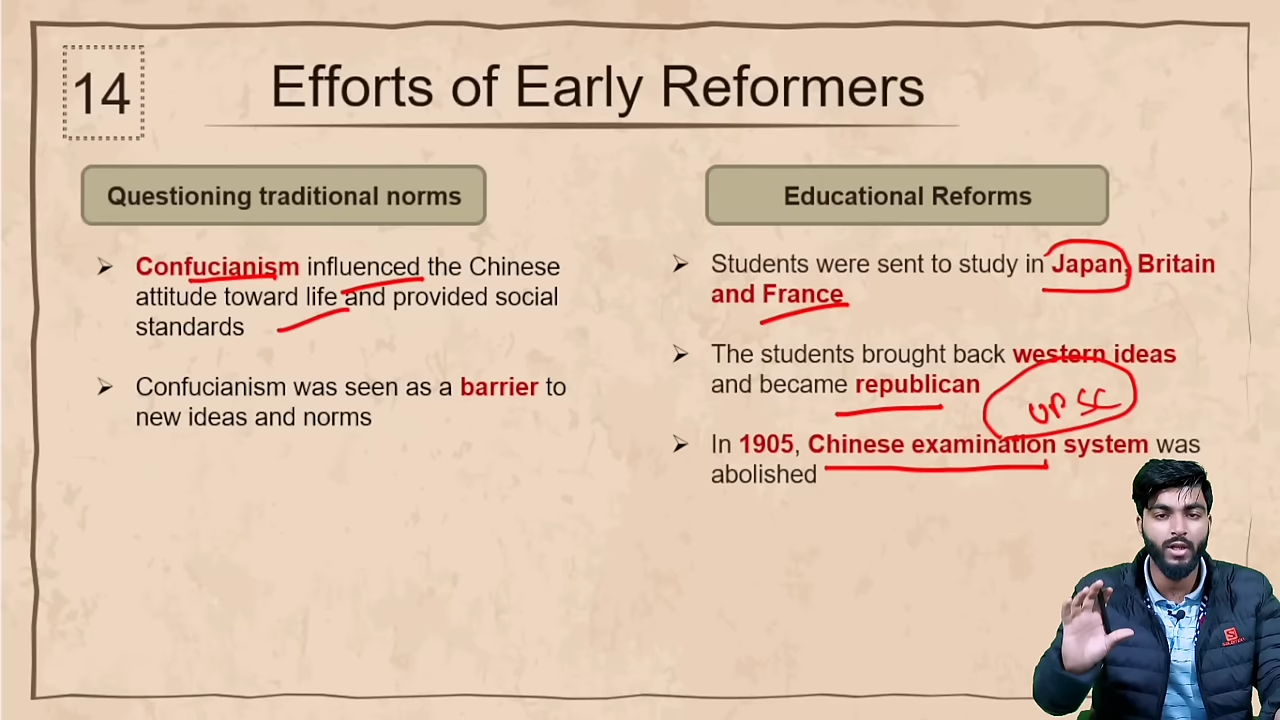 14
Efforts of Early Reformers
Questioning traditional norms
Confucianism influenced the Chinese
attitude toward life and provided social
standards
Confucianism was seen as a barrier to
new ideas and norms
Educational Reforms
Students were sent to study in Japan, Britain
and France
The students brought back western ideas
and became republican
UPSC
In 1905, Chinese examination system was
abolished
S